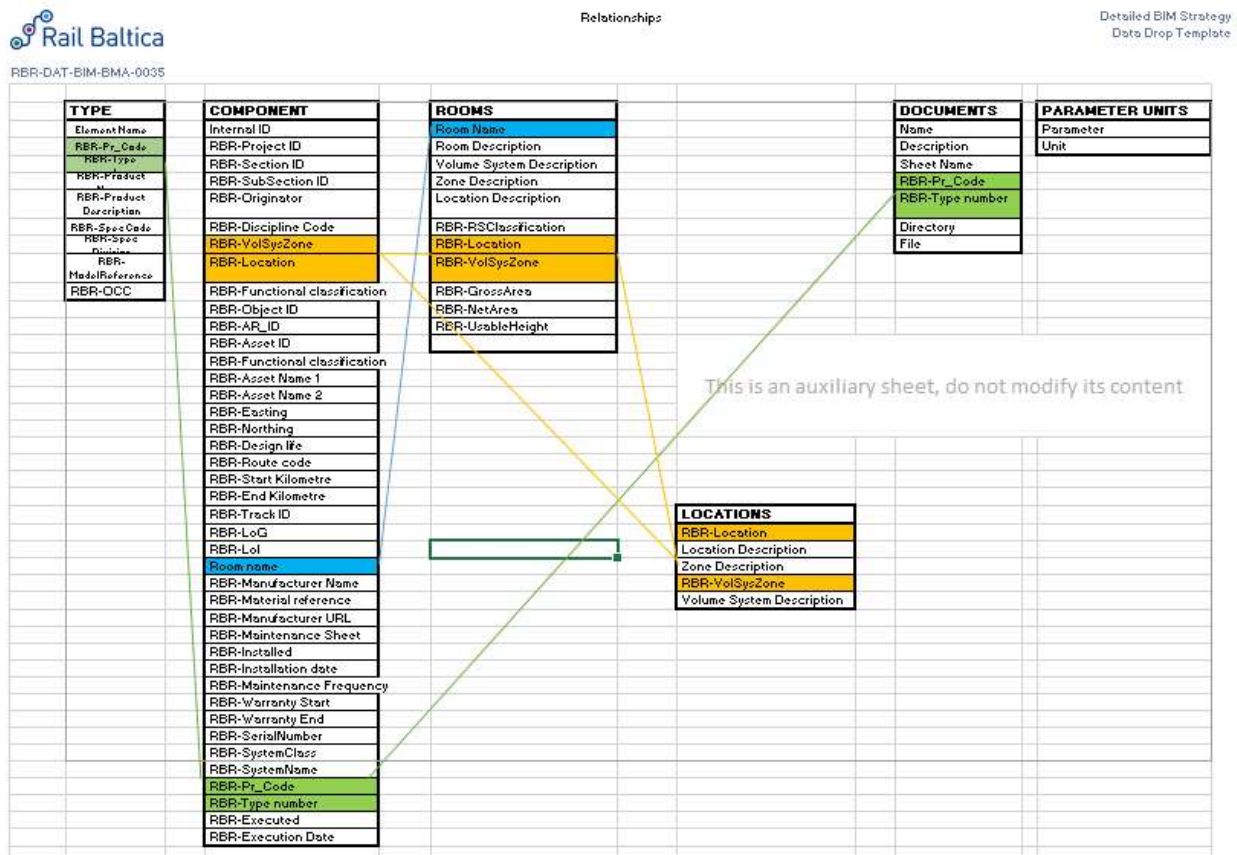 Relationships
Detailed BIM Strategy
Data Drop Template
Rail Baltica
RBR-DAT-BIM-BMA-0035
TYPE
Element Name
RBR-Pr_Code
RBR-Type
RBR-Product
RBR-Product
Description
RBR-SpecCode
RBR-Spec
RBR-
ModelReference
RBR-OCC
COMPONENT
Internal ID
RBR-Project ID
RBR-Section ID
RBR-SubSection ID
RBR-Originator
RBR-Discipline Code
RBR-VolSysZone
RBR-Location
RBR-Functional classification
RBR-Object ID
RBR-AR_ID
RBR-Asset ID
RBR-Functional classification
RBR-Asset Name 1
RBR-Asset Name 2
RBR-Easting
RBR-Northing
RBR-Design life
RBR-Route code
RBR-Start Kilometre
RBR-End Kilometre
RBR-Track ID
RBR-LoG
RBR-LoI
Room name
RBR-Manufacturer Name
RBR-Material reference
RBR-Manufacturer URL
RBR-Maintenance Sheet
RBR-Installed
RBR-Installation date
RBR-Maintenance Frequency
RBR-Warranty Start
RBR-Warranty End
RBR-SerialNumber
RBR-SystemClass
RBR-SystemName
RBR-Pr_Code
RBR-Type number
RBR-Executed
RBR-Execution Date
ROOMS
Room Name
Room Description
Volume System Description
Zone Description
Location Description
RBR-RSClassification
RBR-Location
RBR-VolSysZone
RBR-GrossArea
RBR-NetArea
RBR-UsableHeight
LOCATIONS
RBR-Location
Location Description
Zone Description
RBR-VolSysZone
Volume System Description
DOCUMENTS
Name
Description
Sheet Name
RBR-Pr_Code
RBR-Type number
Directory
File
PARAMETER UNITS
Parameter
Unit
This is an auxiliary sheet, do not modify its content